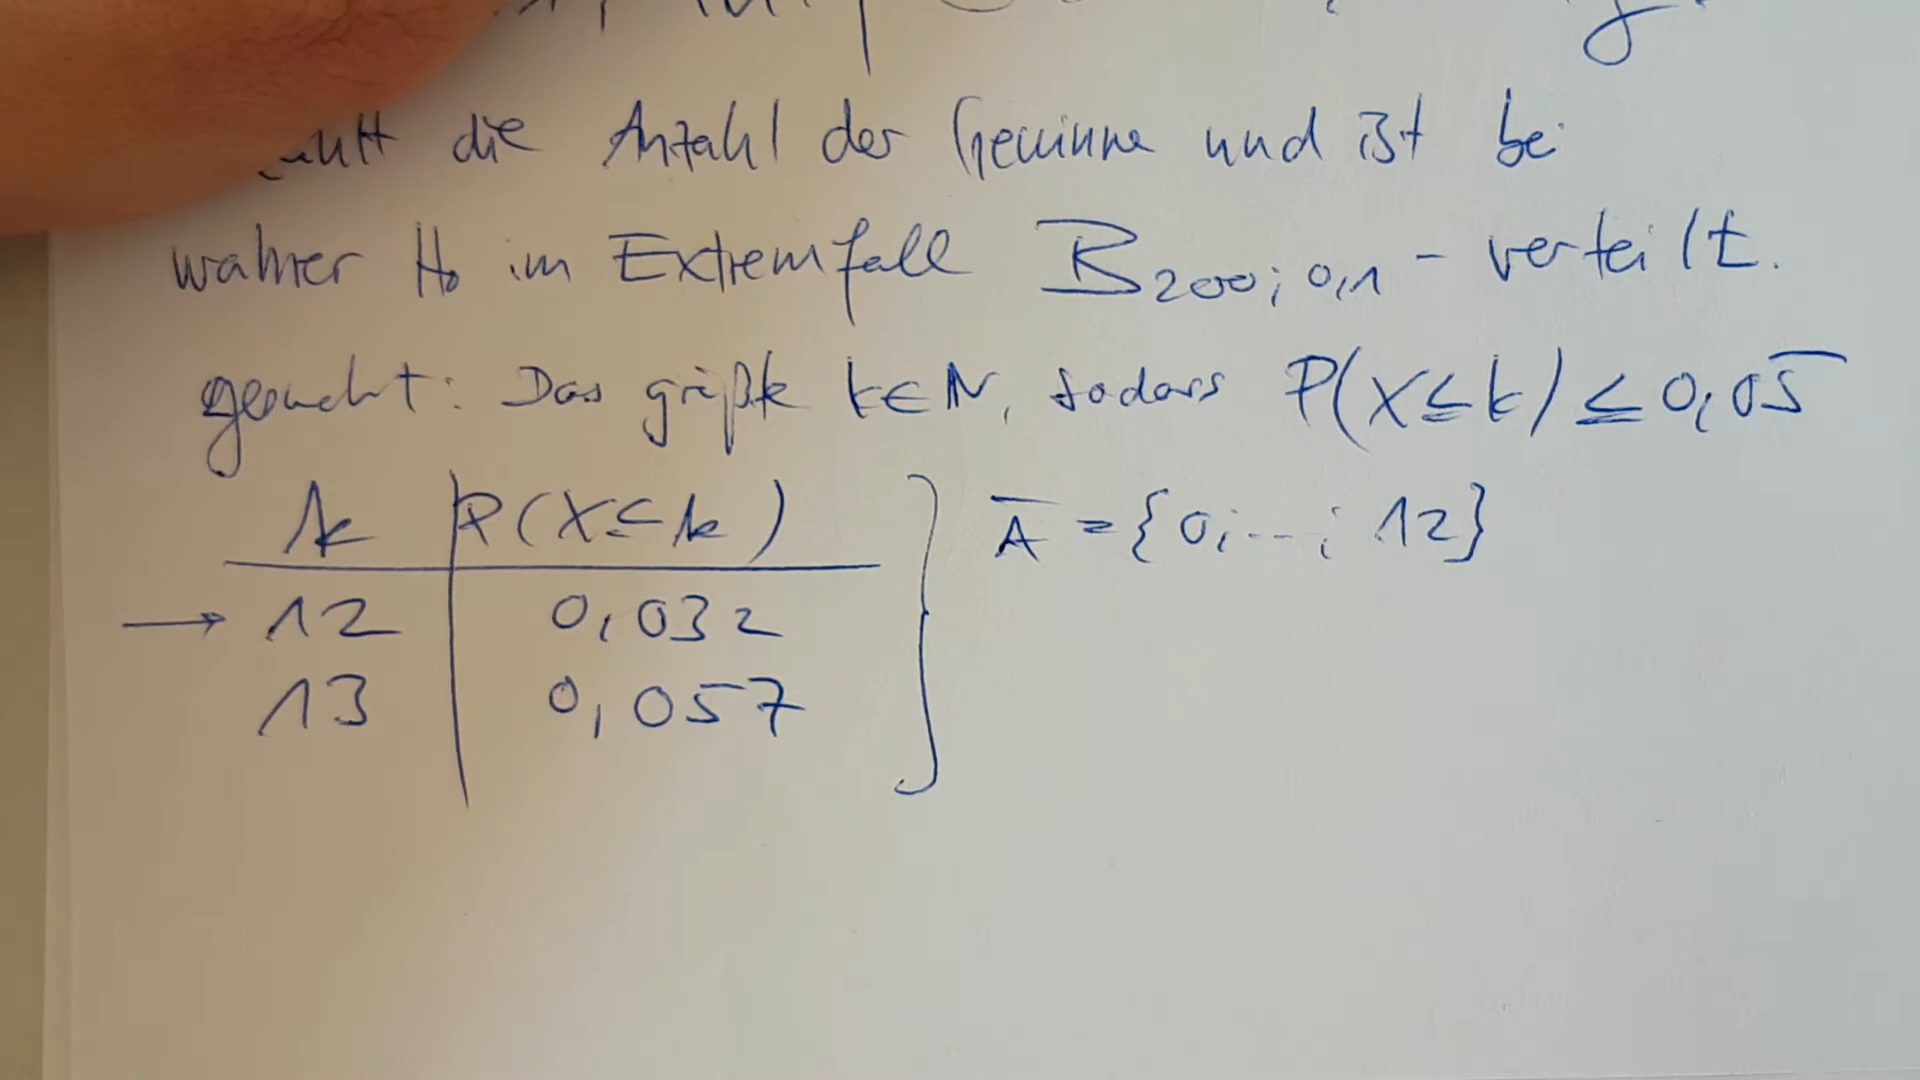 die Anzahl der Gewinne und ist bei
wahrer H₀ im Extremfall B₂₀₀;₀,₁ - verteilt.
gesucht: Das größte k∈N, sodass P(X≤k) ≤ 0,05
k | P(X≤k)
A̅ = {0;...; 12}
→ 12 | 0,032
13 | 0,057